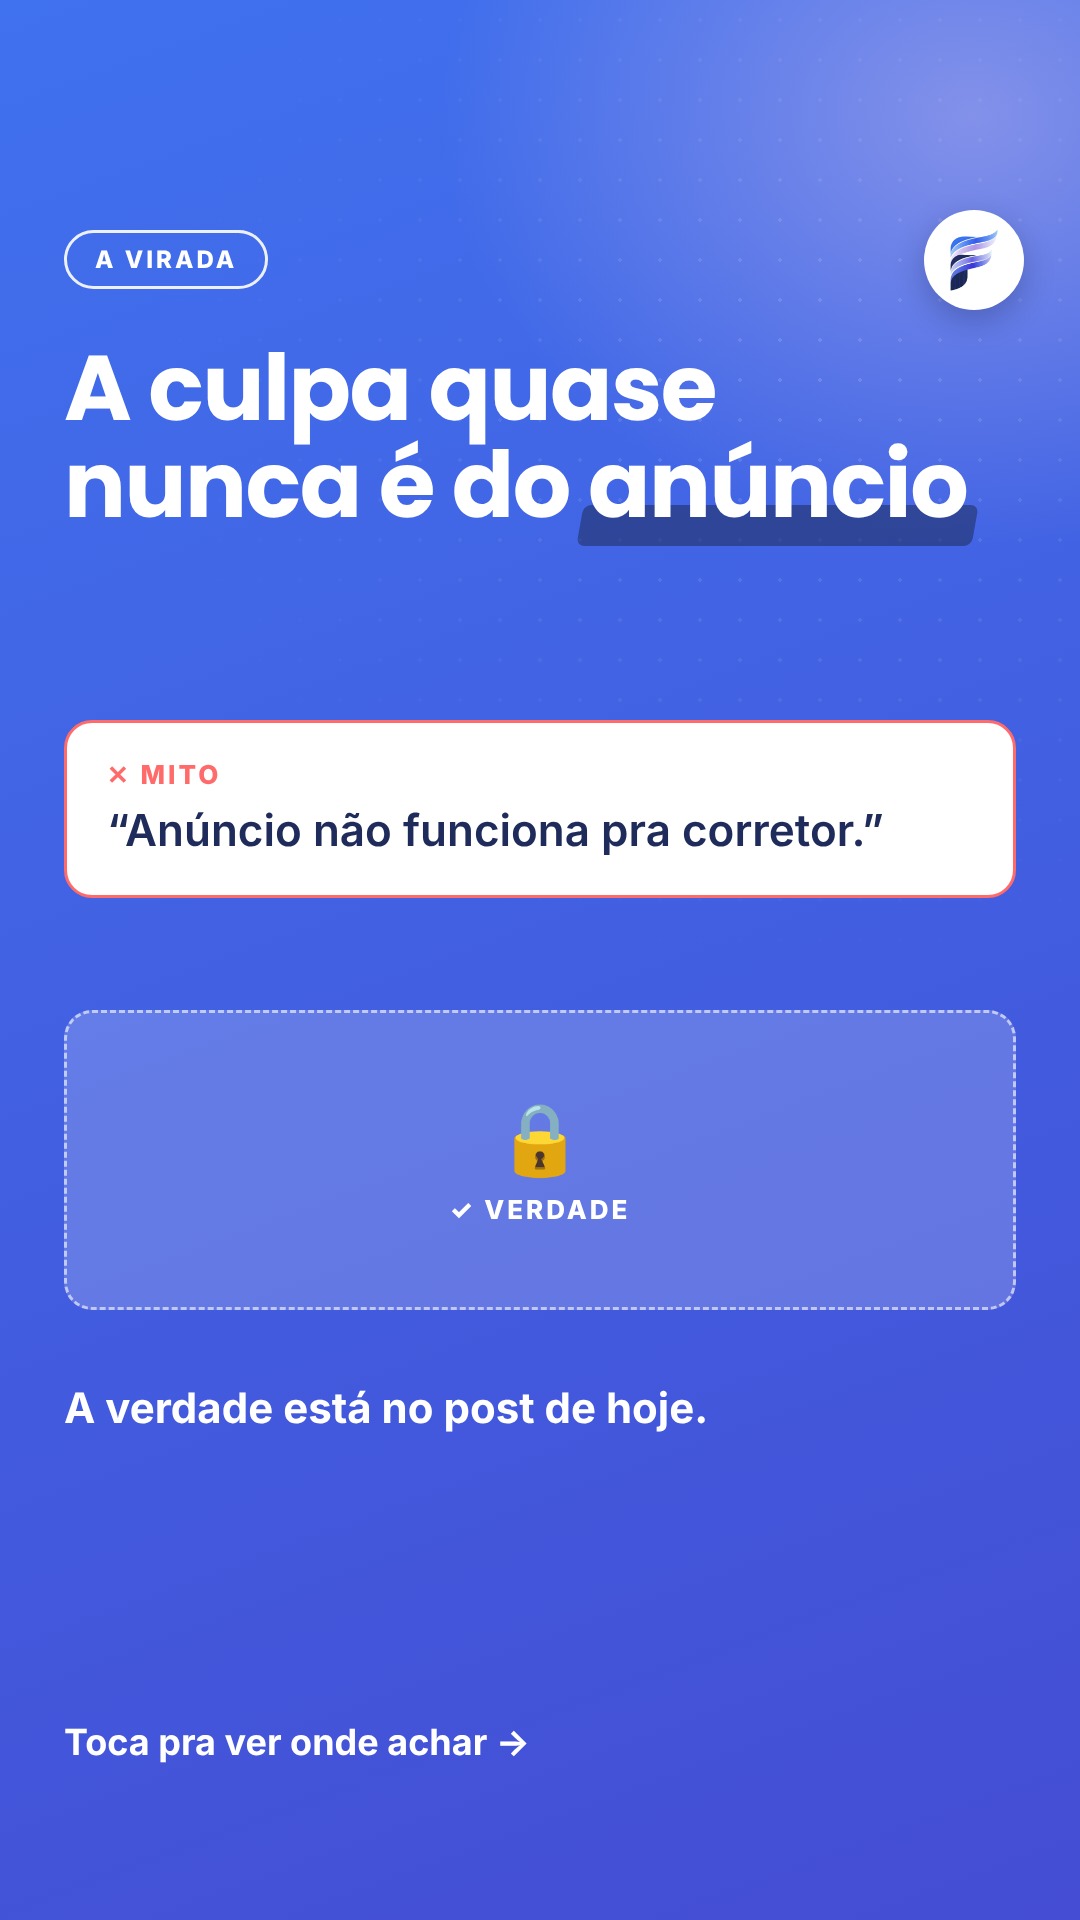 A VIRADA
A culpa quase
nunca é do anúncio
✕ MITO
“Anúncio não funciona pra corretor.”
✓ VERDADE
A verdade está no post de hoje.
Toca pra ver onde achar →